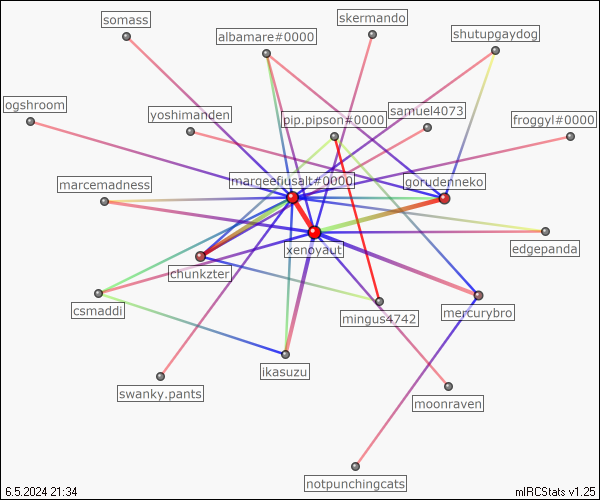 somass
skermando
albamare#0000
shutupgaydog
ogshroom
yoshimanden
samuel4073
pip.pipson#0000
froggyl#0000
marcemadness
margeefiusalt#0000
gorudenneko
xenoyaut
edgepanda
chunkzter
csmaddi
mingus4742
mercurybro
ikasuzu
swanky.pants
moonraven
notpunchingcats
6.5.2024 21:34
mIRCStats v1.25